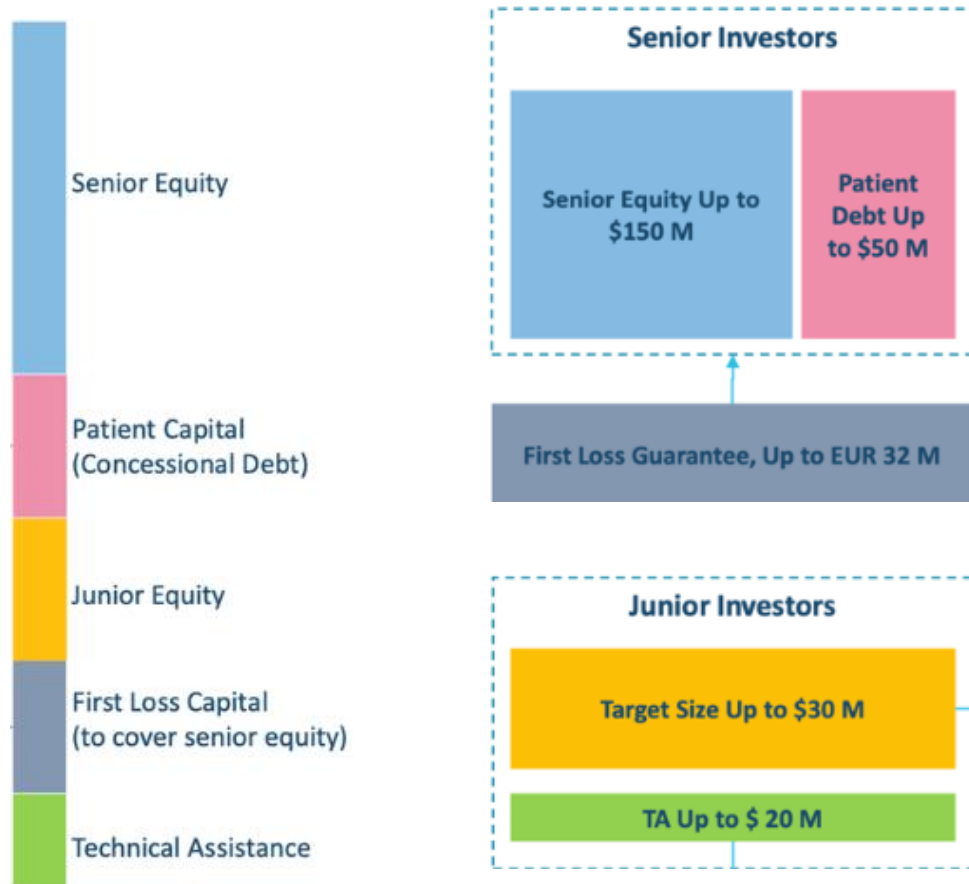 Senior Equity
Patient Capital
(Concessional Debt)
Junior Equity
First Loss Capital
(to cover senior equity)
Technical Assistance
Senior Investors
Senior Equity Up to
$150 M
Patient
Debt Up
to $50 M
First Loss Guarantee, Up to EUR 32 M
Junior Investors
Target Size Up to $30 M
TA Up to $ 20 M